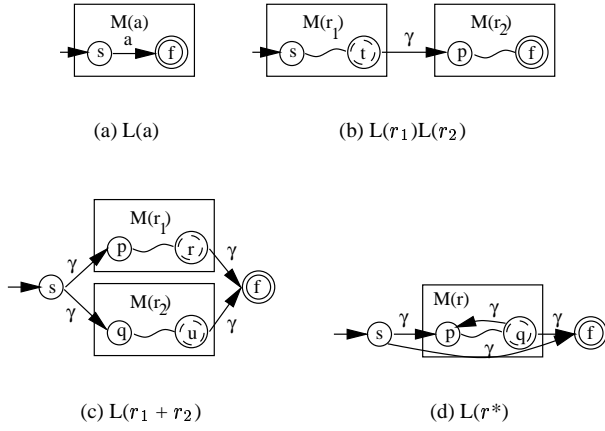 M(a)
a
s f
(a) L(a)
M(r1) M(r2)
s t γ p f
(b) L(r1)L(r2)
M(r1)
γ p r γ
s f
M(r2)
γ q u γ
(c) L(r1 + r2)
M(r)
γ
s γ p q γ f
γ
(d) L(r*)